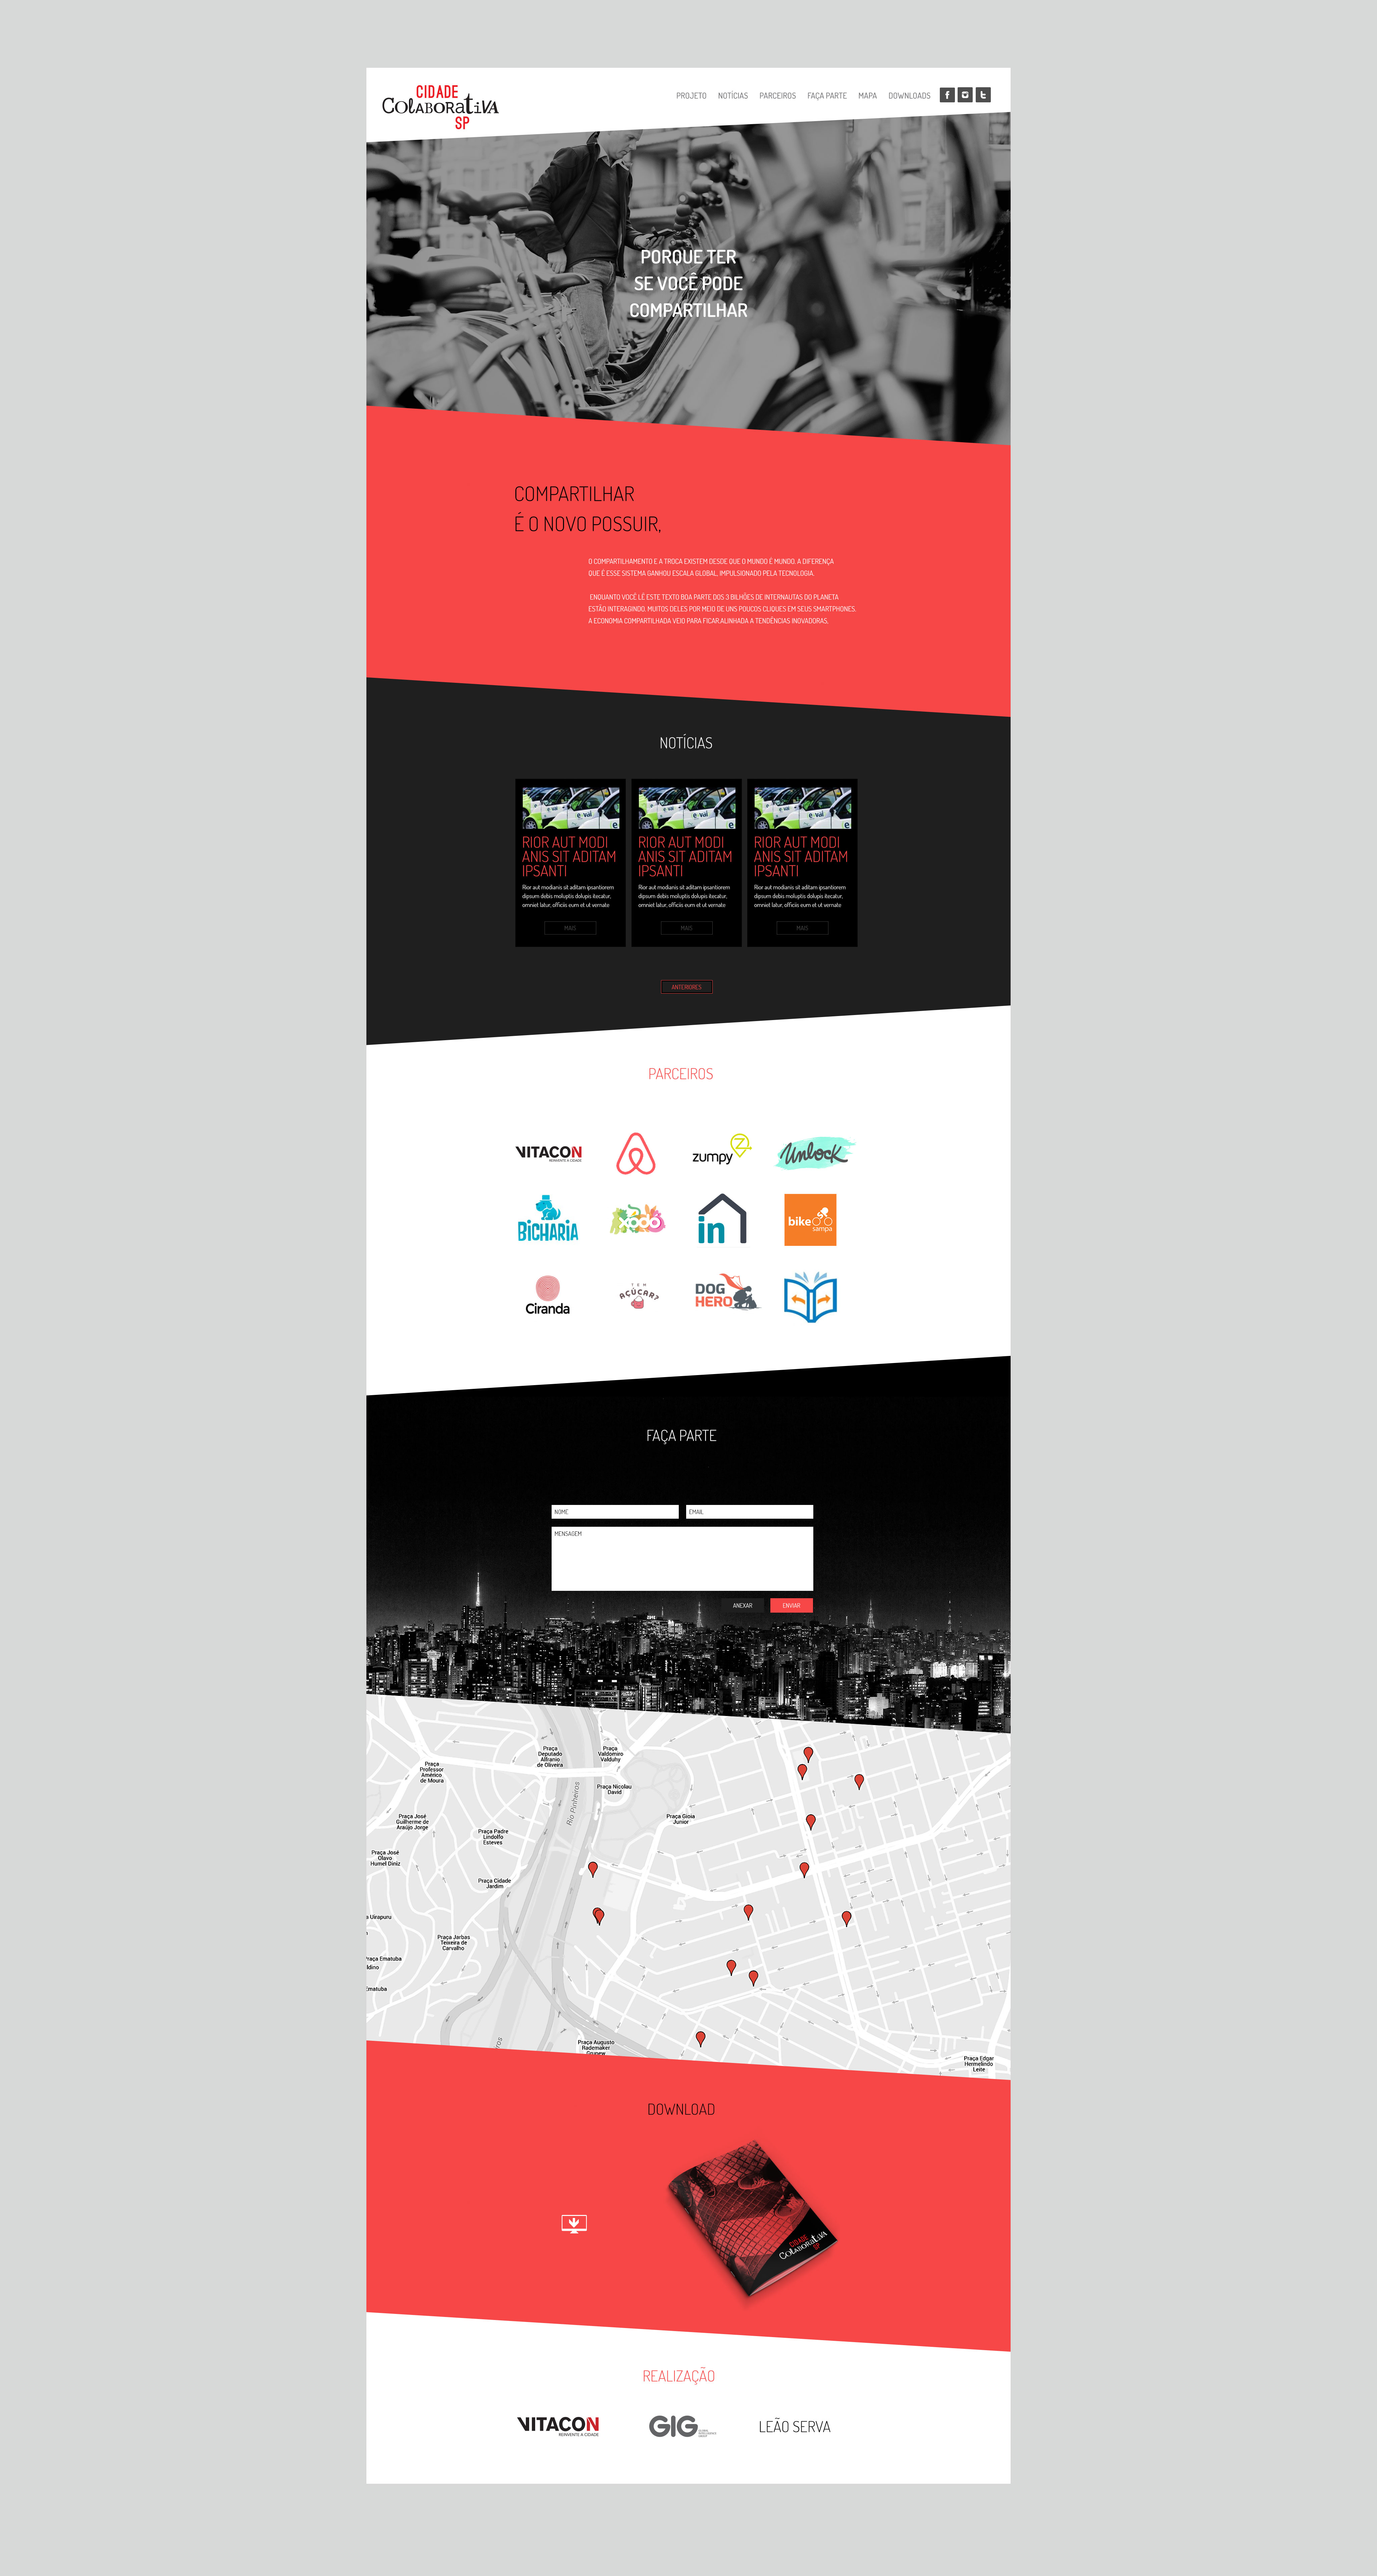 CIDADE
COLABORATIVA
SP
PROJETO NOTÍCIAS PARCEIROS FAÇA PARTE MAPA DOWNLOADS
PORQUE TER
SE VOCÊ PODE
COMPARTILHAR
COMPARTILHAR
É O NOVO POSSUIR,
O COMPARTILHAMENTO E A TROCA EXISTEM DESDE QUE O MUNDO É MUNDO. A DIFERENÇA
QUE É ESSE SISTEMA GANHOU ESCALA GLOBAL, IMPULSIONADO PELA TECNOLOGIA.
ENQUANTO VOCÊ LÊ ESTE TEXTO BOA PARTE DOS 3 BILHÕES DE INTERNAUTAS DO PLANETA
ESTÃO INTERAGINDO, MUITOS DELES POR MEIO DE UNS POUCOS CLIQUES EM SEUS SMARTPHONES.
A ECONOMIA COMPARTILHADA VEIO PARA FICAR,ALINHADA A TENDÊNCIAS INOVADORAS,
NOTÍCIAS
RIOR AUT MODI
ANIS SIT ADITAM
IPSANTI
Rior aut modianis sit aditam ipsantiorem
dipsum debis moluptis dolupis itecatur,
omniet latur, officiis eum et ut vernate
MAIS
RIOR AUT MODI
ANIS SIT ADITAM
IPSANTI
Rior aut modianis sit aditam ipsantiorem
dipsum debis moluptis dolupis itecatur,
omniet latur, officiis eum et ut vernate
MAIS
RIOR AUT MODI
ANIS SIT ADITAM
IPSANTI
Rior aut modianis sit aditam ipsantiorem
dipsum debis moluptis dolupis itecatur,
omniet latur, officiis eum et ut vernate
MAIS
ANTERIORES
PARCEIROS
VITACON
REINVENTE A CIDADE
zumpy
Unlock
BiCHARiA
xodo
in
bike
sampa
Ciranda
TEM
AÇÚCAR?
DOG
HERO
FAÇA PARTE
NOME
EMAIL
MENSAGEM
ANEXAR
ENVIAR
Praça
Deputado
Alfranio
de Oliveira
Praça
Valdomiro
Valduhy
Praça
Professor
Américo
de Moura
Praça Nicolau
David
Rio Pinheiros
Praça José
Guilherme de
Araújo Jorge
Praça Gioia
Junior
Praça Padre
Lindolfo
Esteves
Praça José
Olavo
Humel Diniz
Praça Cidade
Jardim
a Uirapuru
Praça Jarbas
Teixeira de
Carvalho
Praça Ematuba
ldino
Ematuba
Praça Augusto
Rademaker
Grunew
Praça Edgar
Hermelindo
Leite
DOWNLOAD
CIDADE
COLABORATIVA
SP
REALIZAÇÃO
VITACON
REINVENTE A CIDADE
GIG
LEÃO SERVA